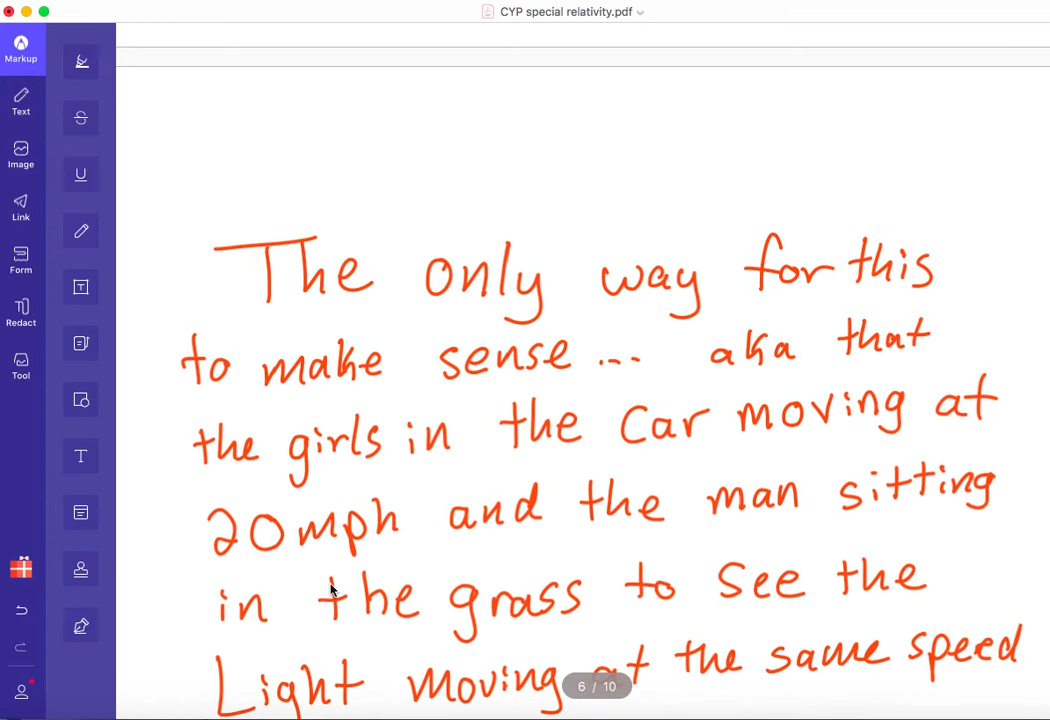 CYP special relativity.pdf
Markup
Text
Image
Link
Form
Redact
Tool
The only way for this
to make sense... aka that
the girls in the car moving at
20mph and the man sitting
in the grass to see the
Light moving at the same speed
6 / 10